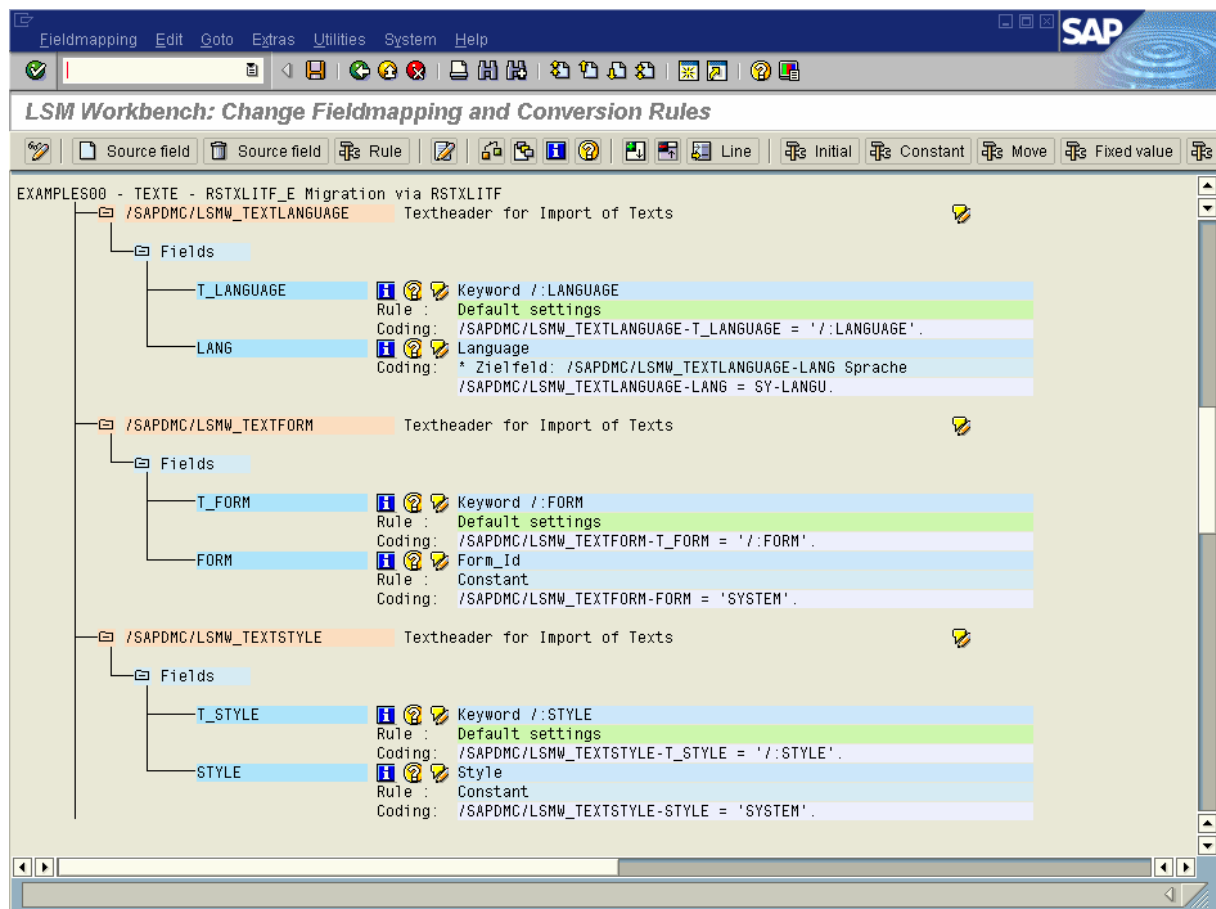 Fieldmapping Edit Goto Extras Utilities System Help
SAP
LSM Workbench: Change Fieldmapping and Conversion Rules
Source field Source field Rule Line Initial Constant Move Fixed value
EXAMPLES00 - TEXTE - RSTXLITF_E Migration via RSTXLITF
/SAPDMC/LSMW_TEXTLANGUAGE Textheader for Import of Texts
Fields
T_LANGUAGE Keyword /:LANGUAGE
Rule : Default settings
Coding: /SAPDMC/LSMW_TEXTLANGUAGE-T_LANGUAGE = '/:LANGUAGE'.
LANG Language
Coding: * Zielfeld: /SAPDMC/LSMW_TEXTLANGUAGE-LANG Sprache
/SAPDMC/LSMW_TEXTLANGUAGE-LANG = SY-LANGU.
/SAPDMC/LSMW_TEXTFORM Textheader for Import of Texts
Fields
T_FORM Keyword /:FORM
Rule : Default settings
Coding: /SAPDMC/LSMW_TEXTFORM-T_FORM = '/:FORM'.
FORM Form_Id
Rule : Constant
Coding: /SAPDMC/LSMW_TEXTFORM-FORM = 'SYSTEM'.
/SAPDMC/LSMW_TEXTSTYLE Textheader for Import of Texts
Fields
T_STYLE Keyword /:STYLE
Rule : Default settings
Coding: /SAPDMC/LSMW_TEXTSTYLE-T_STYLE = '/:STYLE'.
STYLE Style
Rule : Constant
Coding: /SAPDMC/LSMW_TEXTSTYLE-STYLE = 'SYSTEM'.